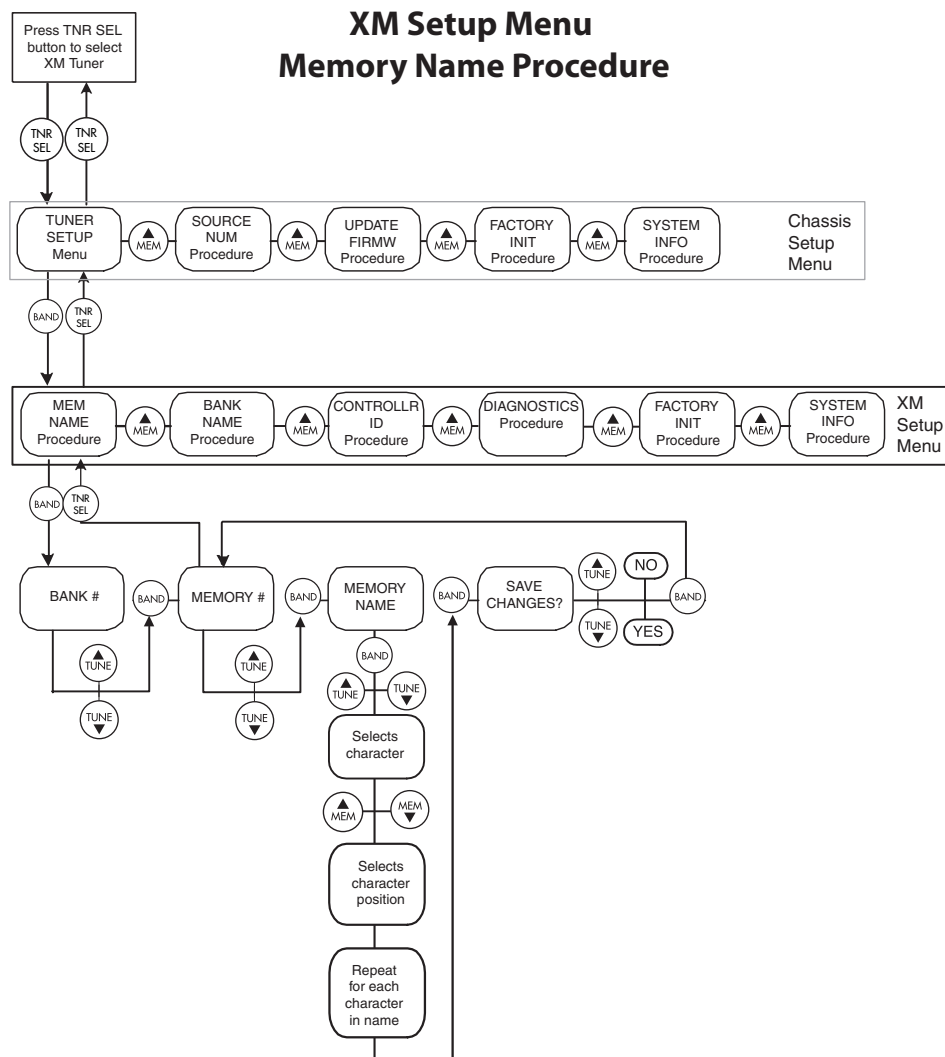 XM Setup Menu
Memory Name Procedure
Press TNR SEL
button to select
XM Tuner
TNR
SEL
TNR
SEL
TUNER
SETUP
Menu
MEM
SOURCE
NUM
Procedure
MEM
UPDATE
FIRMW
Procedure
MEM
FACTORY
INIT
Procedure
MEM
SYSTEM
INFO
Procedure
Chassis
Setup
Menu
BAND
TNR
SEL
MEM
NAME
Procedure
MEM
BANK
NAME
Procedure
MEM
CONTROLLR
ID
Procedure
MEM
DIAGNOSTICS
Procedure
MEM
FACTORY
INIT
Procedure
MEM
SYSTEM
INFO
Procedure
XM
Setup
Menu
BAND
TNR
SEL
BANK #
TUNE
TUNE
BAND
MEMORY #
TUNE
TUNE
BAND
MEMORY
NAME
BAND
TUNE
TUNE
Selects
character
MEM
MEM
Selects
character
position
Repeat
for each
character
in name
BAND
SAVE
CHANGES?
TUNE
TUNE
NO
YES
BAND